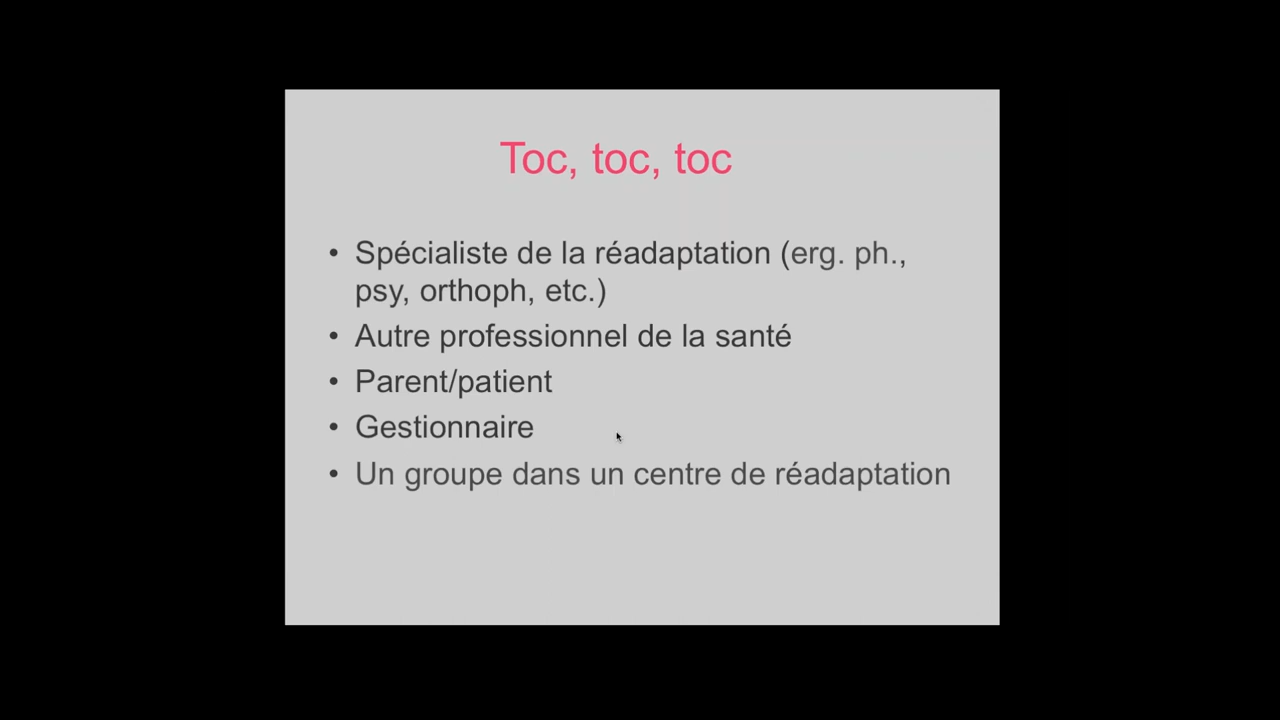 Toc, toc, toc
• Spécialiste de la réadaptation (erg. ph.,
psy, orthoph, etc.)
• Autre professionnel de la santé
• Parent/patient
• Gestionnaire
• Un groupe dans un centre de réadaptation